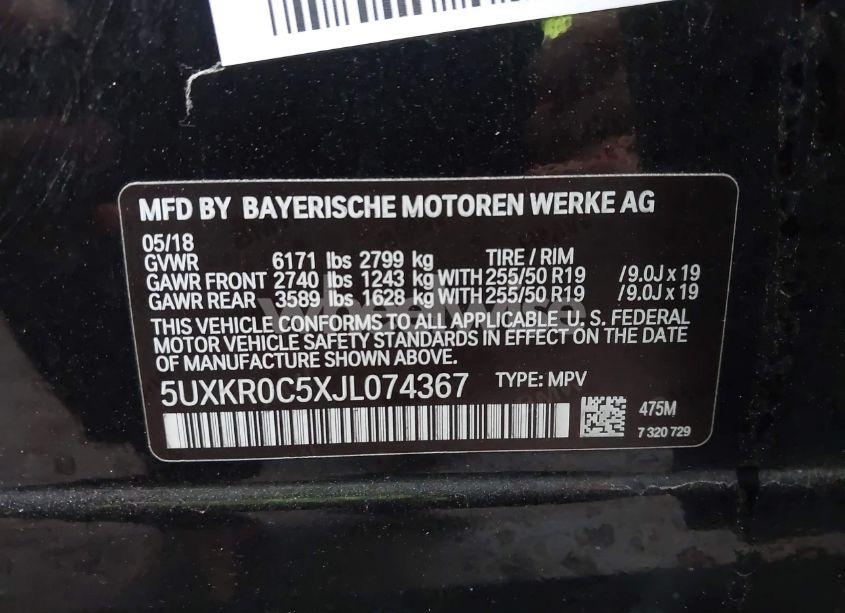 MFD BY BAYERISCHE MOTOREN WERKE AG
05/18
GVWR 6171 lbs 2799 kg TIRE / RIM
GAWR FRONT 2740 lbs 1243 kg WITH 255/50 R19 /9.0J x 19
GAWR REAR 3589 lbs 1628 kg WITH 255/50 R19 /9.0J x 19
THIS VEHICLE CONFORMS TO ALL APPLICABLE U. S. FEDERAL
MOTOR VEHICLE SAFETY STANDARDS IN EFFECT ON THE DATE
OF MANUFACTURE SHOWN ABOVE.
5UXKR0C5XJL074367 TYPE: MPV
475M
7 320 729